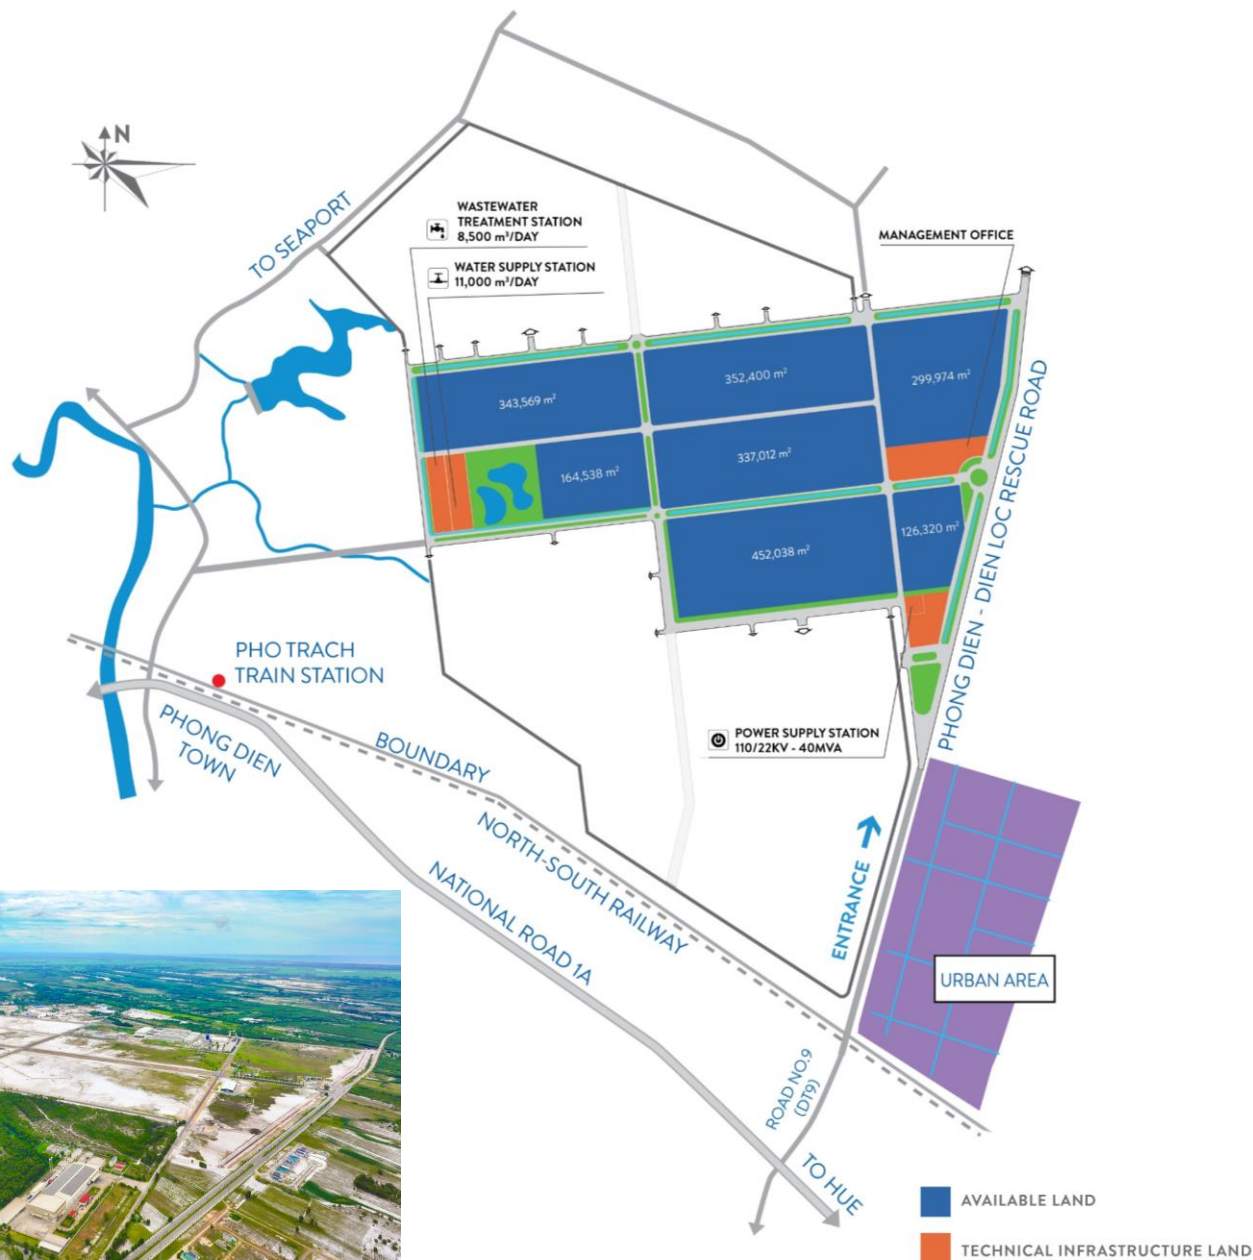 N
TO SEAPORT
WASTEWATER
TREATMENT STATION
8,500 m³/DAY
WATER SUPPLY STATION
11,000 m³/DAY
MANAGEMENT OFFICE
343,569 m²
352,400 m²
299,974 m²
164,538 m²
337,012 m²
452,038 m²
126,320 m²
PHONG DIEN - DIEN LOC RESCUE ROAD
PHO TRACH
TRAIN STATION
PHONG DIEN
TOWN
BOUNDARY
NORTH-SOUTH RAILWAY
NATIONAL ROAD 1A
POWER SUPPLY STATION
110/22KV - 40MVA
ENTRANCE
URBAN AREA
ROAD NO.9
(DT9)
TO HUE
AVAILABLE LAND
TECHNICAL INFRASTRUCTURE LAND